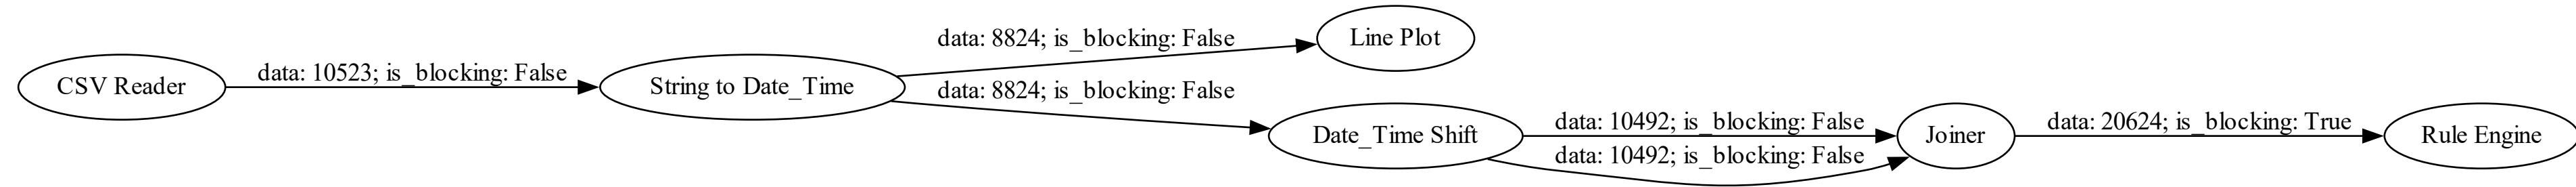 CSV Reader
data: 10523; is_blocking: False
String to Date_Time
data: 8824; is_blocking: False
Line Plot
data: 8824; is_blocking: False
Date_Time Shift
data: 10492; is_blocking: False
data: 10492; is_blocking: False
Joiner
data: 20624; is_blocking: True
Rule Engine